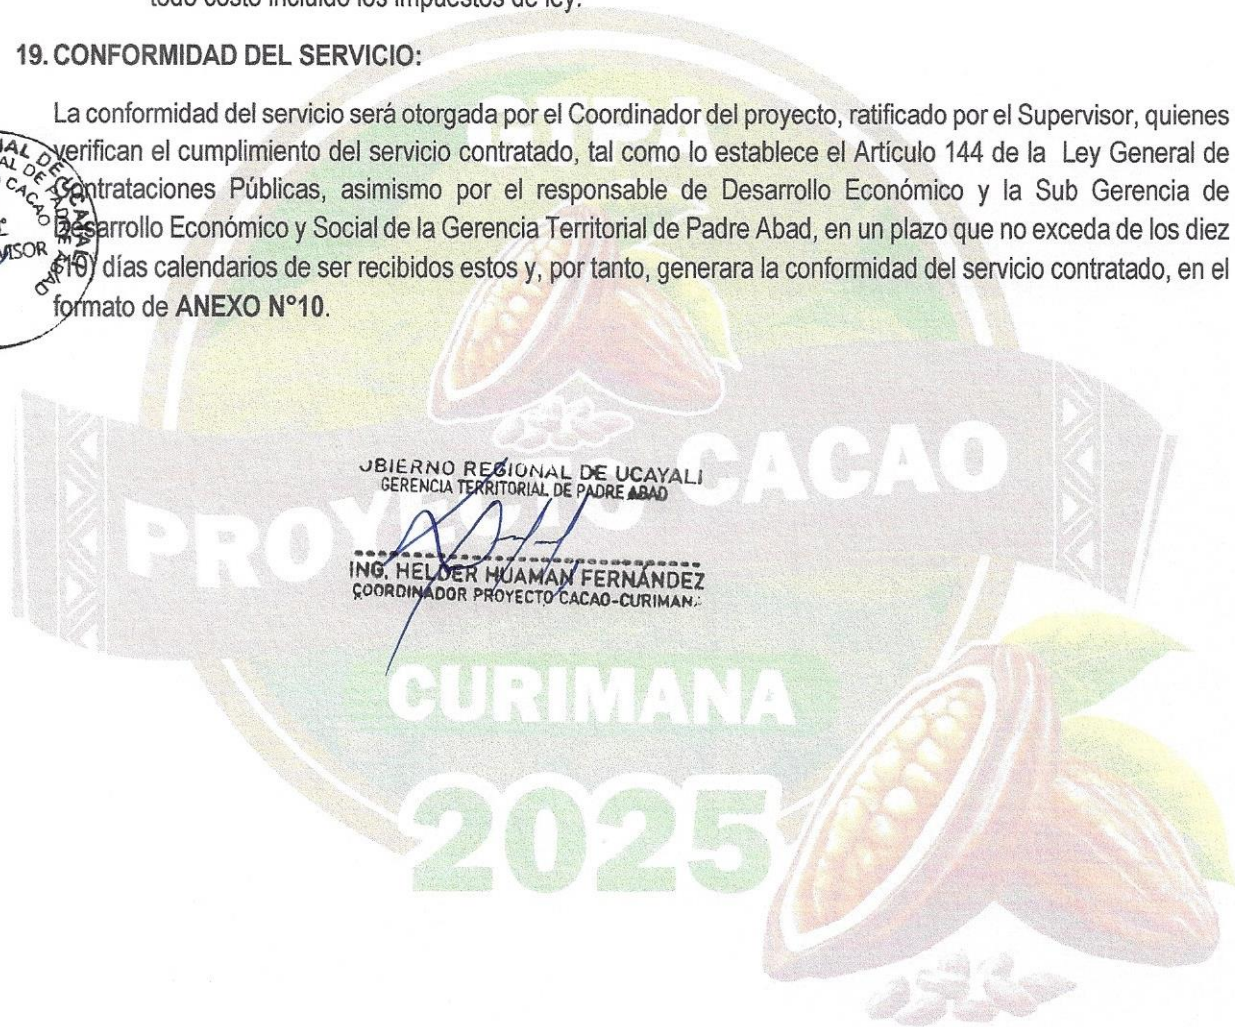 todo costo incluido los impuestos de ley.
19. CONFORMIDAD DEL SERVICIO:
La conformidad del servicio será otorgada por el Coordinador del proyecto, ratificado por el Supervisor, quienes
verifican el cumplimiento del servicio contratado, tal como lo establece el Artículo 144 de la Ley General de
Contrataciones Públicas, asimismo por el responsable de Desarrollo Económico y la Sub Gerencia de
Desarrollo Económico y Social de la Gerencia Territorial de Padre Abad, en un plazo que no exceda de los diez
(10) días calendarios de ser recibidos estos y, por tanto, generara la conformidad del servicio contratado, en el
formato de ANEXO N°10.
GTPA
PROYECTO CACAO
OBIERNO REGIONAL DE UCAYALI
GERENCIA TERRITORIAL DE PADRE ABAD
ING. HELDER HUAMAN FERNÁNDEZ
COORDINADOR PROYECTO CACAO-CURIMAN
CURIMANA
2025